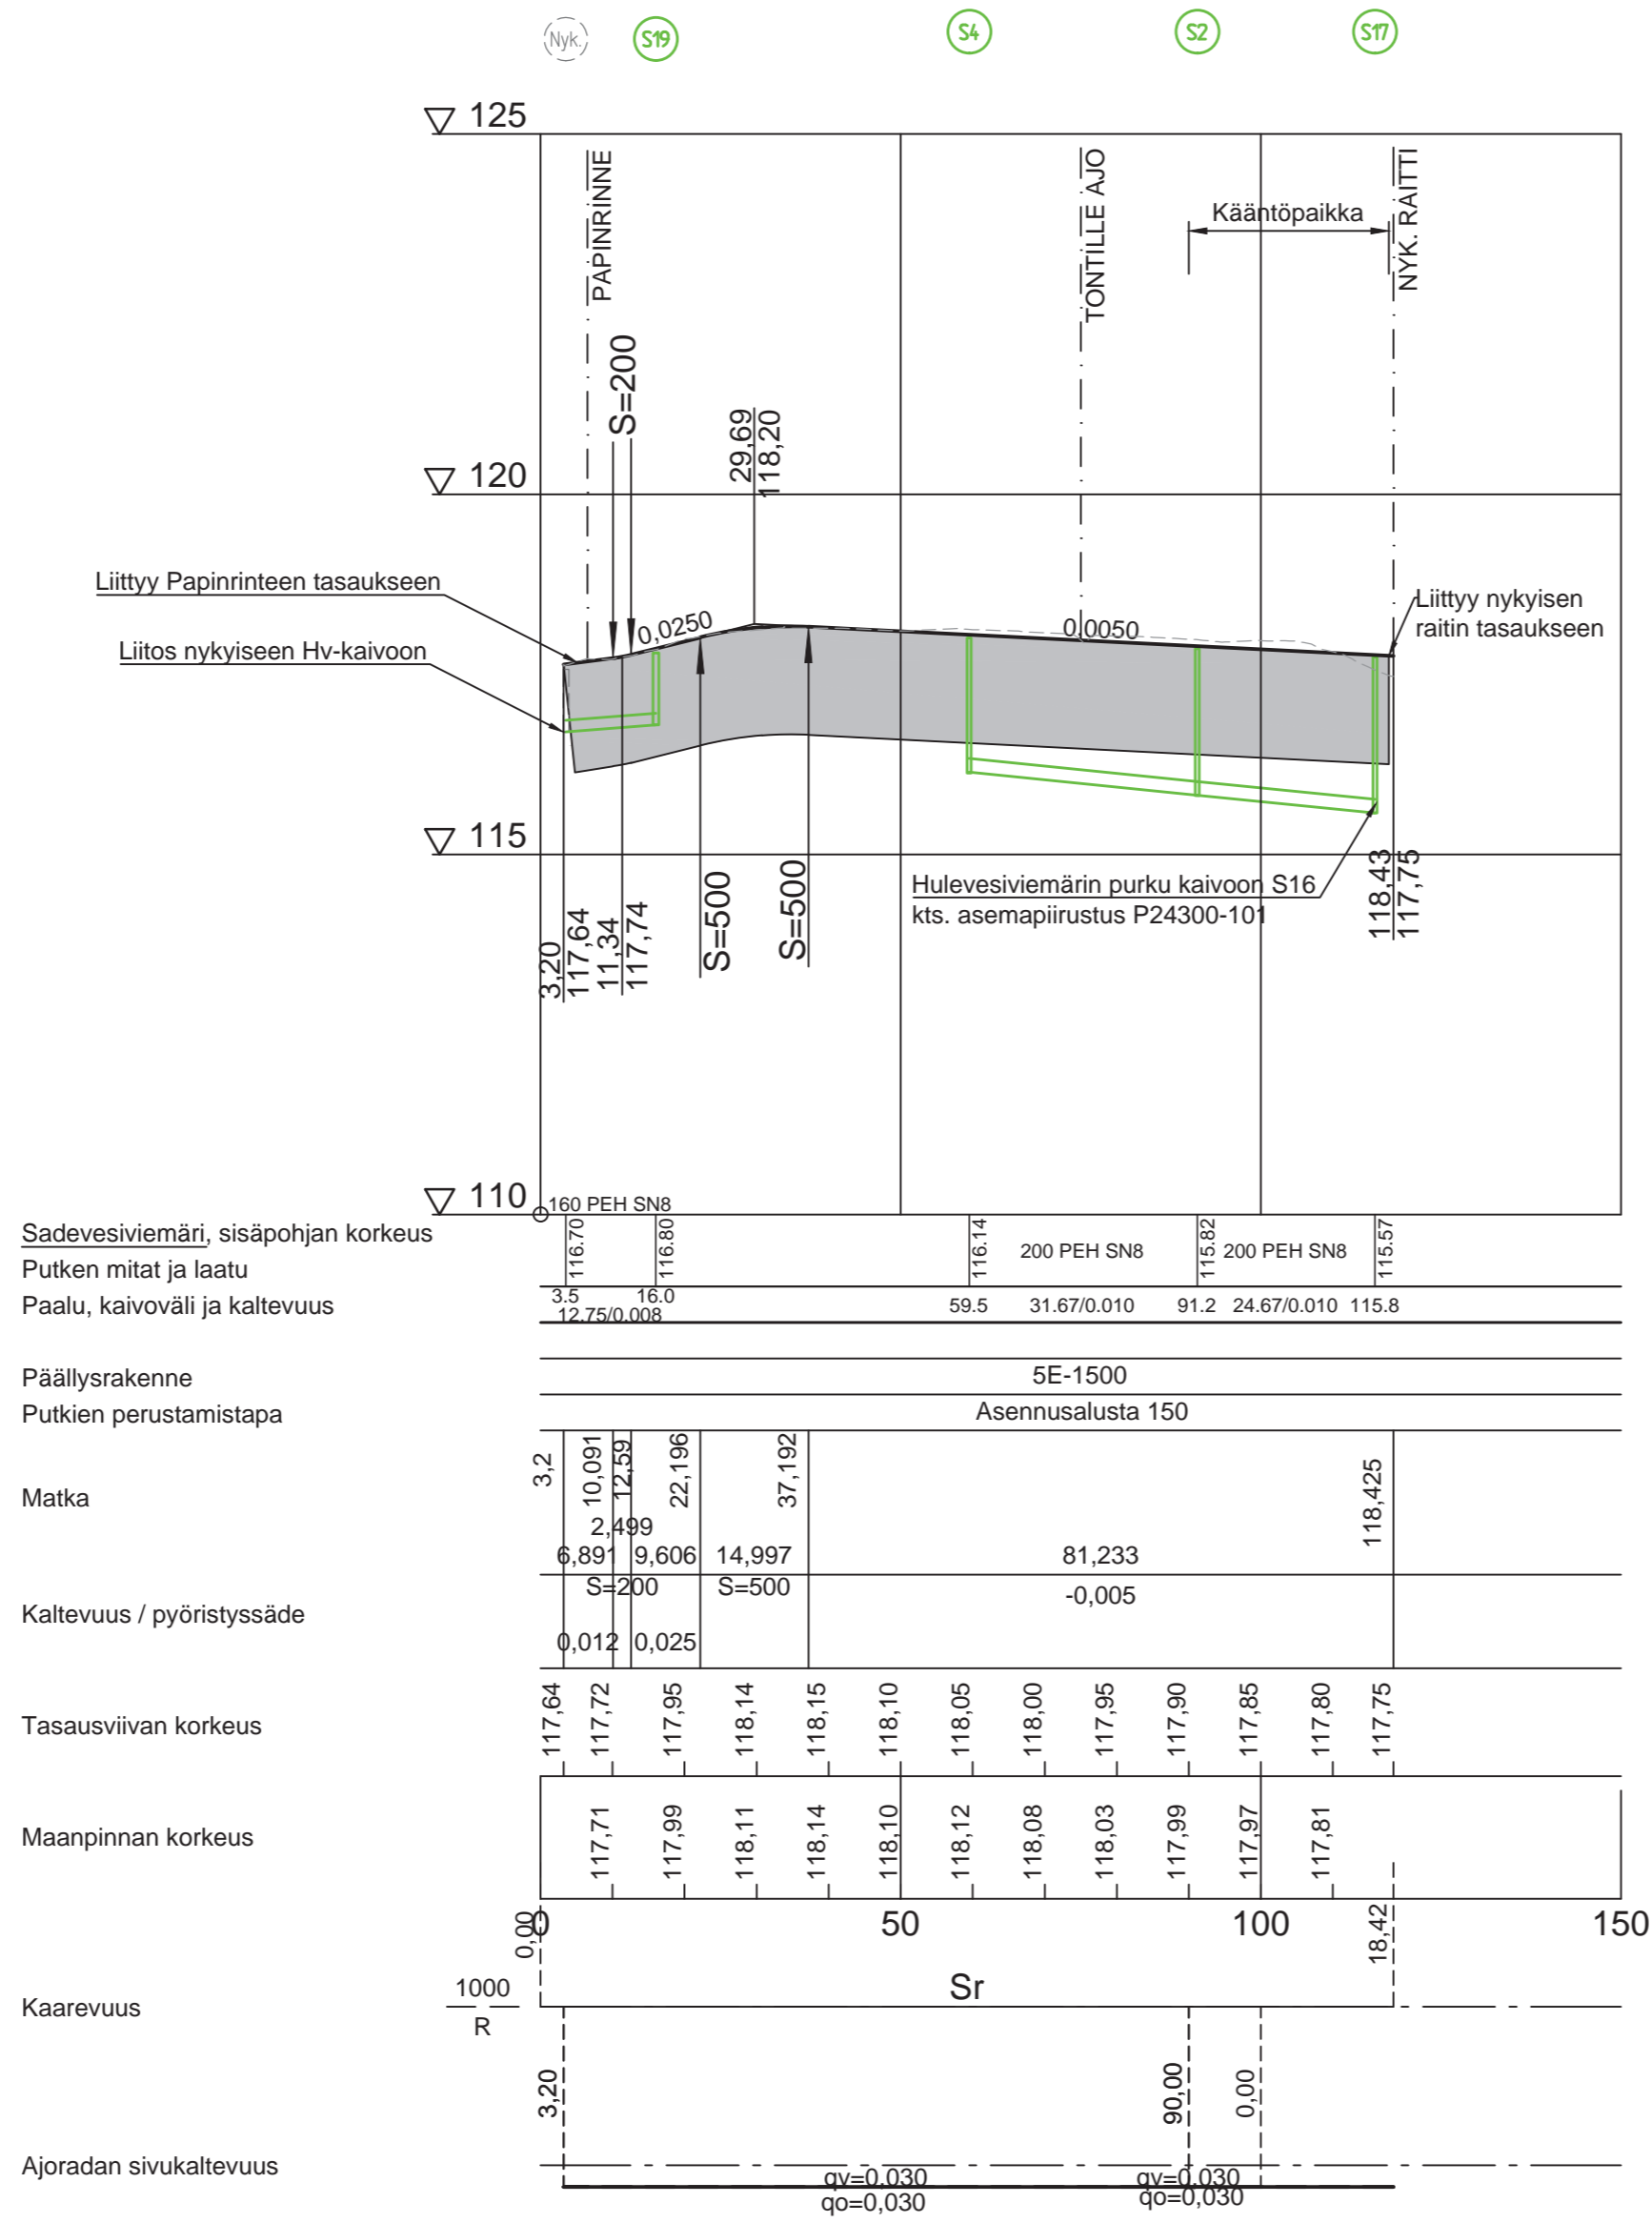 Nyk. S19 S4 S2 S17
125
PAPINRINNE
TONTILLE AJO
NYK. RAITTI
Kääntöpaikka
S=200
29,69
118,20
120
Liittyy Papinrinteen tasaukseen
0,0250
0,0050
Liittyy nykyisen
raitin tasaukseen
Liitos nykyiseen Hv-kaivoon
115
3,20
117,64
11,34
117,74
S=500
S=500
Hulevesiviemärin purku kaivoon S16
kts. asemapiirustus P24300-101
118,43
117,75
110
160 PEH SN8
Sadevesiviemäri, sisäpohjan korkeus
116.70 116.80 116.14 115.82 115.57
Putken mitat ja laatu
200 PEH SN8 200 PEH SN8
Paalu, kaivoväli ja kaltevuus
3.5 16.0 59.5 31.67/0.010 91.2 24.67/0.010 115.8
12.75/0.008
Päällysrakenne
5E-1500
Putkien perustamistapa
Asennusalusta 150
Matka
3,2 10,091 12,59 22,196 37,192 118,425
2,499
6,891 9,606 14,997 81,233
Kaltevuus / pyöristyssäde
S=200 S=500 -0,005
0,012 0,025
Tasausviivan korkeus
117,64 117,72 117,95 118,14 118,15 118,10 118,05 118,00 117,95 117,90 117,85 117,80 117,75
Maanpinnan korkeus
117,71 117,99 118,11 118,14 118,10 118,12 118,08 118,03 117,99 117,97 117,81
0 50 100 150
0,00 18,42
Kaarevuus
1000
R
Sr
3,20 90,00 0,00
Ajoradan sivukaltevuus
qv=0,030 qv=0,030
qo=0,030 qo=0,030